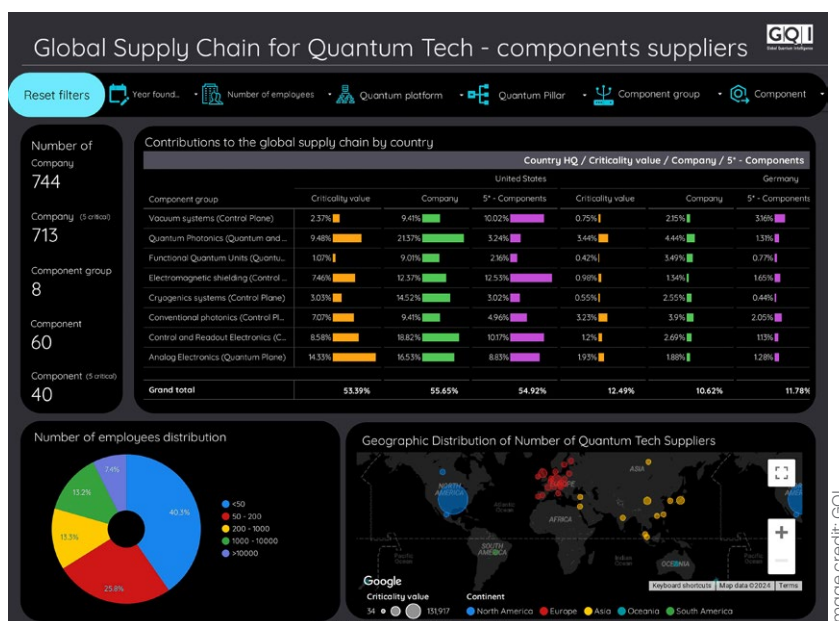 GQI
Global Quantum Intelligence
Global Supply Chain for Quantum Tech - components suppliers
Reset filters
Year found..
Number of employees
Quantum platform
Quantum Pillar
Component group
Component
Number of
Company
744
Company (5 critical)
713
Component group
8
Component
60
Component (5 critical)
40
Contributions to the global supply chain by country
Country HQ / Criticality value / Company / 5* - Components
United States Germany
Component group Criticality value Company 5* - Components Criticality value Company 5* - Components
Vacuum systems (Control Plane) 2.37% 9.41% 10.02% 0.75% 2.15% 3.16%
Quantum Photonics (Quantum and ... 9.48% 21.37% 3.24% 3.44% 4.44% 1.31%
Functional Quantum Units (Quantu... 1.07% 9.01% 2.16% 0.42% 3.49% 0.77%
Electromagnetic shielding (Control ... 7.46% 12.37% 12.53% 0.98% 1.34% 1.65%
Cryogenics systems (Control Plane) 3.03% 14.52% 3.02% 0.55% 2.55% 0.44%
Conventional photonics (Control Pl... 7.07% 9.41% 4.96% 3.23% 3.9% 2.05%
Control and Readout Electronics (C... 8.58% 18.82% 10.17% 1.2% 2.69% 1.13%
Analog Electronics (Quantum Plane) 14.33% 16.53% 8.83% 1.93% 1.88% 1.28%
Grand total 53.39% 55.65% 54.92% 12.49% 10.62% 11.78%
Number of employees distribution
7.4%
13.2%
40.3%
13.3%
25.8%
<50
50 - 200
200 - 1000
1000 - 10000
>10000
Geographic Distribution of Number of Quantum Tech Suppliers
NORTH
AMERICA
Atlantic
Ocean
EUROPE
ASIA
AFRICA
SOUTH
AMERICA
Indian
Ocean
OCEANIA
Pacific
Ocean
Pacific
Ocean
Google
Keyboard shortcuts Map data ©2024 Terms
Criticality value Continent
34 131,917 North America Europe Asia Oceania South America
Image credit: GQI